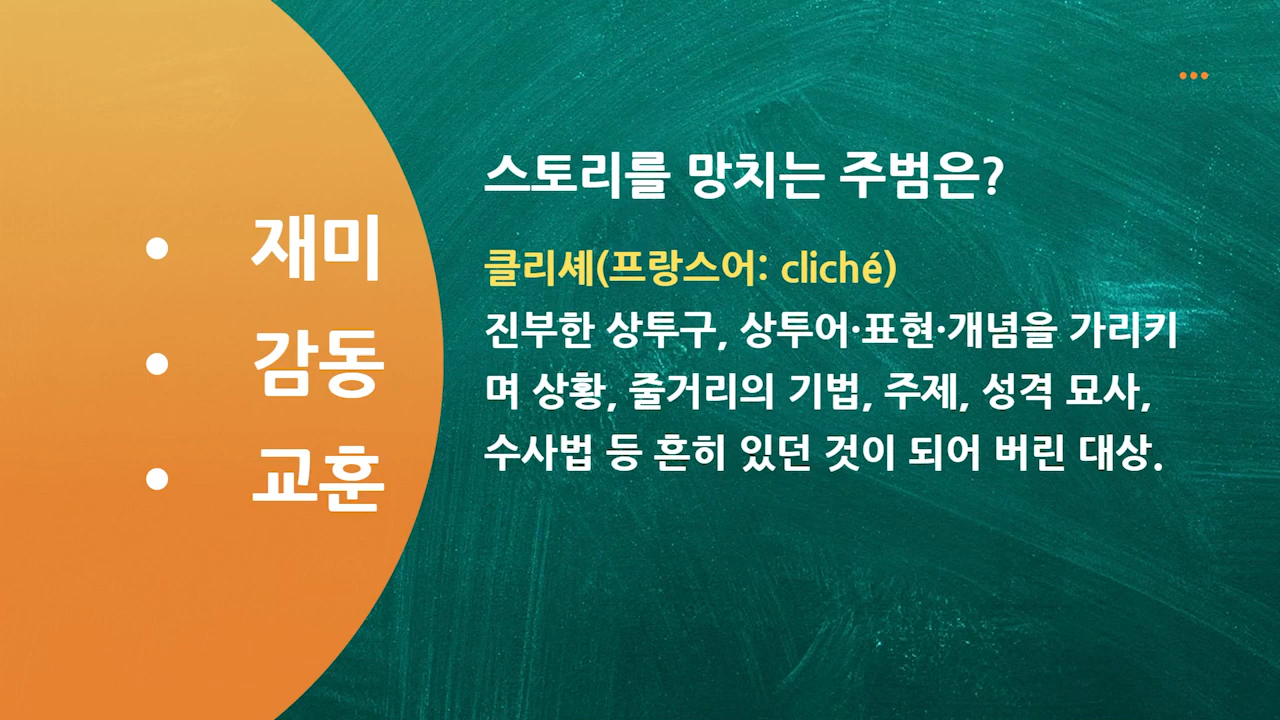 • 재미
• 감동
• 교훈
스토리를 망치는 주범은?
클리셰(프랑스어: cliché)
진부한 상투구, 상투어·표현·개념을 가리키
며 상황, 줄거리의 기법, 주제, 성격 묘사,
수사법 등 흔히 있던 것이 되어 버린 대상.